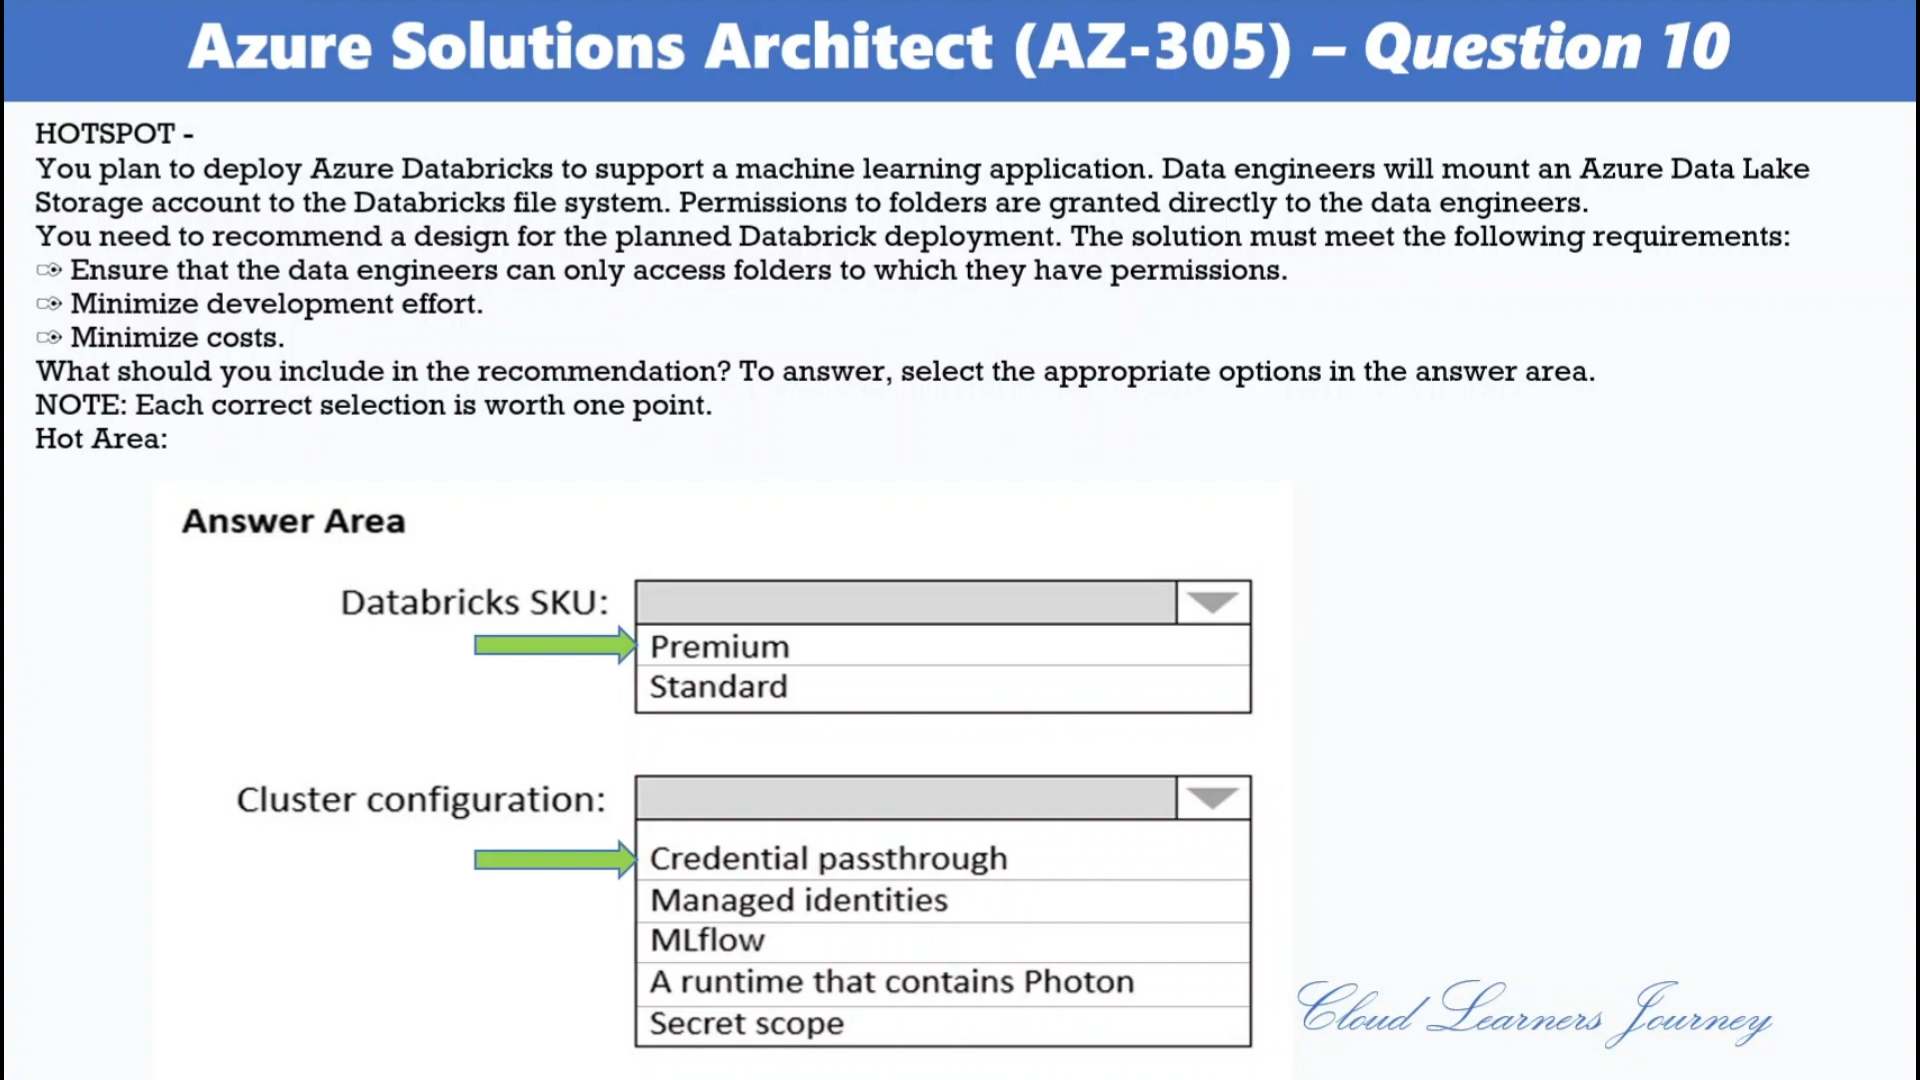 Azure Solutions Architect (AZ-305) – Question 10
HOTSPOT -
You plan to deploy Azure Databricks to support a machine learning application. Data engineers will mount an Azure Data Lake
Storage account to the Databricks file system. Permissions to folders are granted directly to the data engineers.
You need to recommend a design for the planned Databrick deployment. The solution must meet the following requirements:
Ensure that the data engineers can only access folders to which they have permissions.
Minimize development effort.
Minimize costs.
What should you include in the recommendation? To answer, select the appropriate options in the answer area.
NOTE: Each correct selection is worth one point.
Hot Area:
Answer Area
Databricks SKU:
Premium
Standard
Cluster configuration:
Credential passthrough
Managed identities
MLflow
A runtime that contains Photon
Secret scope
Cloud Learners Journey